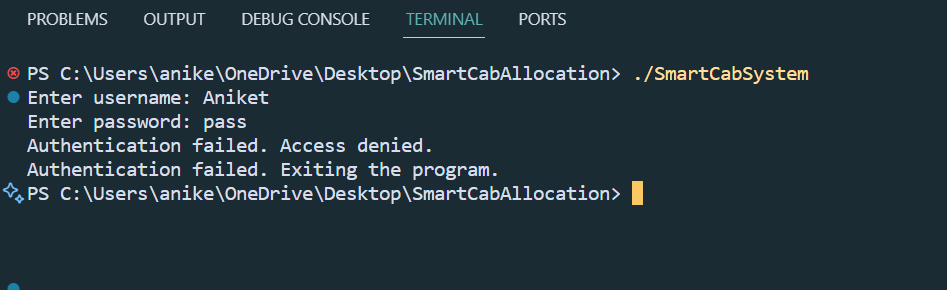 PROBLEMS OUTPUT DEBUG CONSOLE TERMINAL PORTS
PS C:\Users\anike\OneDrive\Desktop\SmartCabAllocation> ./SmartCabSystem
Enter username: Aniket
Enter password: pass
Authentication failed. Access denied.
Authentication failed. Exiting the program.
PS C:\Users\anike\OneDrive\Desktop\SmartCabAllocation>